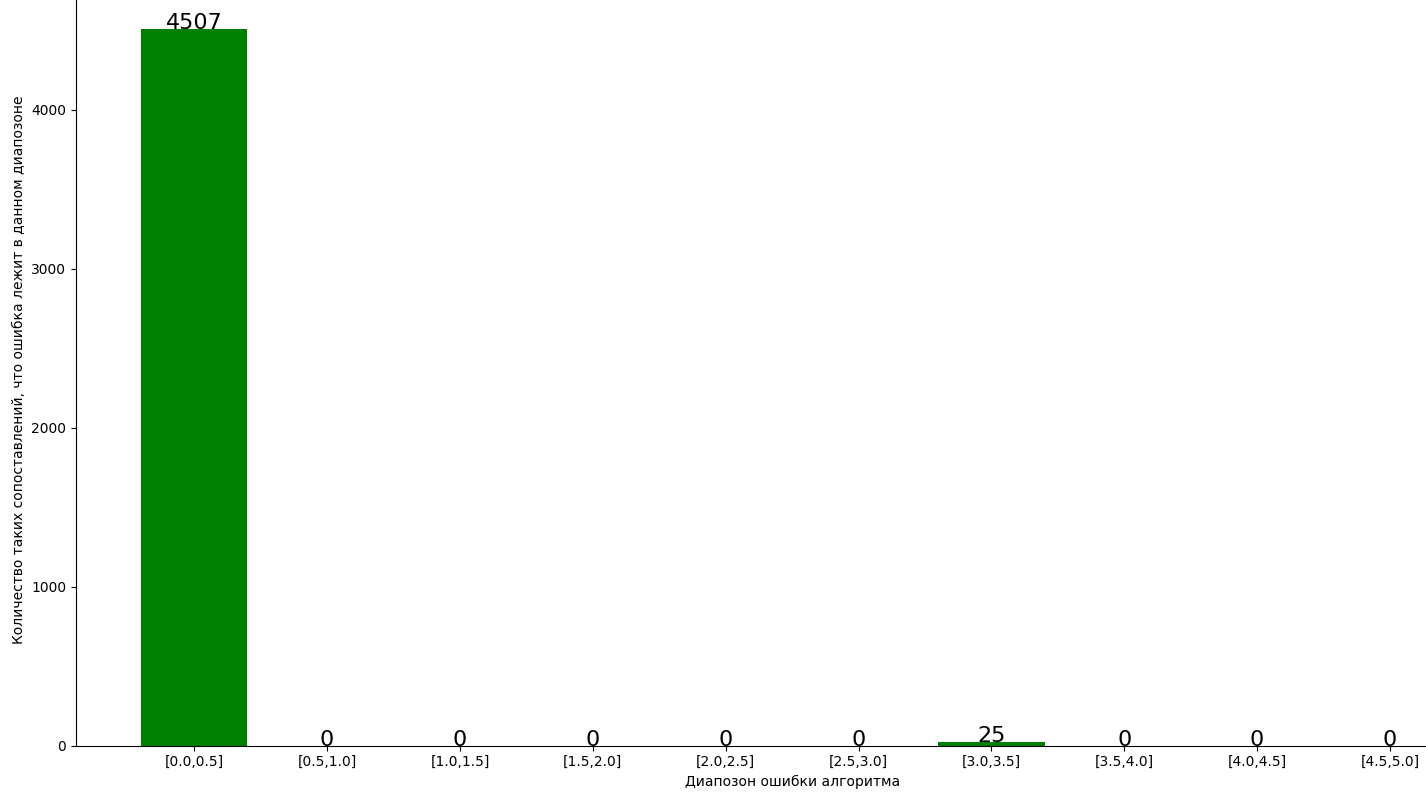 4507
Количество таких сопоставлений, что ошибка лежит в данном диапозоне
4000
3000
2000
1000
0
0 0 0 0 0 25 0 0 0
[0.0,0.5] [0.5,1.0] [1.0,1.5] [1.5,2.0] [2.0,2.5] [2.5,3.0] [3.0,3.5] [3.5,4.0] [4.0,4.5] [4.5,5.0]
Диапозон ошибки алгоритма